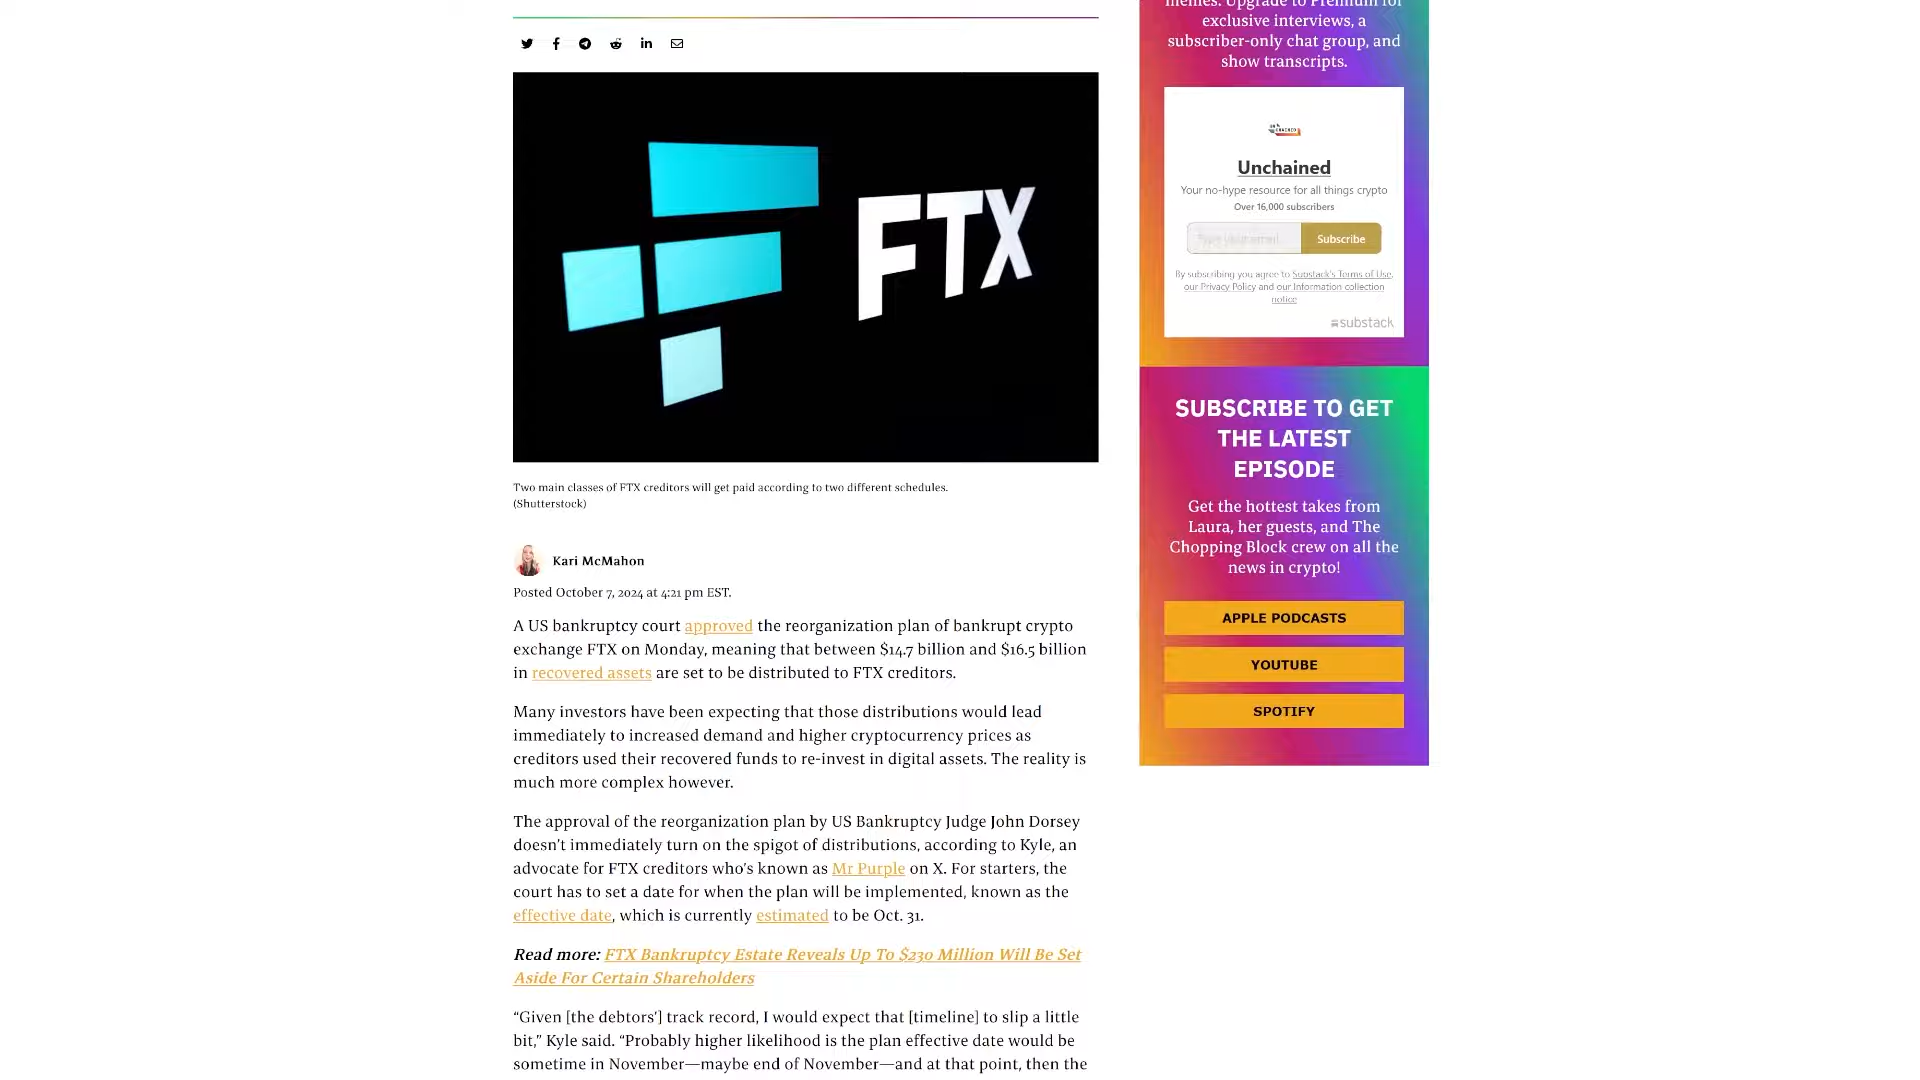 FTX
Two main classes of FTX creditors will get paid according to two different schedules.
(Shutterstock)
Kari McMahon
Posted October 7, 2024 at 4:21 pm EST.
A US bankruptcy court approved the reorganization plan of bankrupt crypto
exchange FTX on Monday, meaning that between $14.7 billion and $16.5 billion
in recovered assets are set to be distributed to FTX creditors.
Many investors have been expecting that those distributions would lead
immediately to increased demand and higher cryptocurrency prices as
creditors used their recovered funds to re-invest in digital assets. The reality is
much more complex however.
The approval of the reorganization plan by US Bankruptcy Judge John Dorsey
doesn’t immediately turn on the spigot of distributions, according to Kyle, an
advocate for FTX creditors who’s known as Mr Purple on X. For starters, the
court has to set a date for when the plan will be implemented, known as the
effective date, which is currently estimated to be Oct. 31.
Read more: FTX Bankruptcy Estate Reveals Up To $230 Million Will Be Set
Aside For Certain Shareholders
“Given [the debtors’] track record, I would expect that [timeline] to slip a little
bit,” Kyle said. “Probably higher likelihood is the plan effective date would be
sometime in November—maybe end of November—and at that point, then the
memes. Upgrade to Premium for
exclusive interviews, a
subscriber-only chat group, and
show transcripts.
UNCHAINED
Unchained
Your no-hype resource for all things crypto
Over 16,000 subscribers
Type your email...
Subscribe
By subscribing you agree to Substack's Terms of Use,
our Privacy Policy and our Information collection
notice
substack
SUBSCRIBE TO GET
THE LATEST
EPISODE
Get the hottest takes from
Laura, her guests, and The
Chopping Block crew on all the
news in crypto!
APPLE PODCASTS
YOUTUBE
SPOTIFY